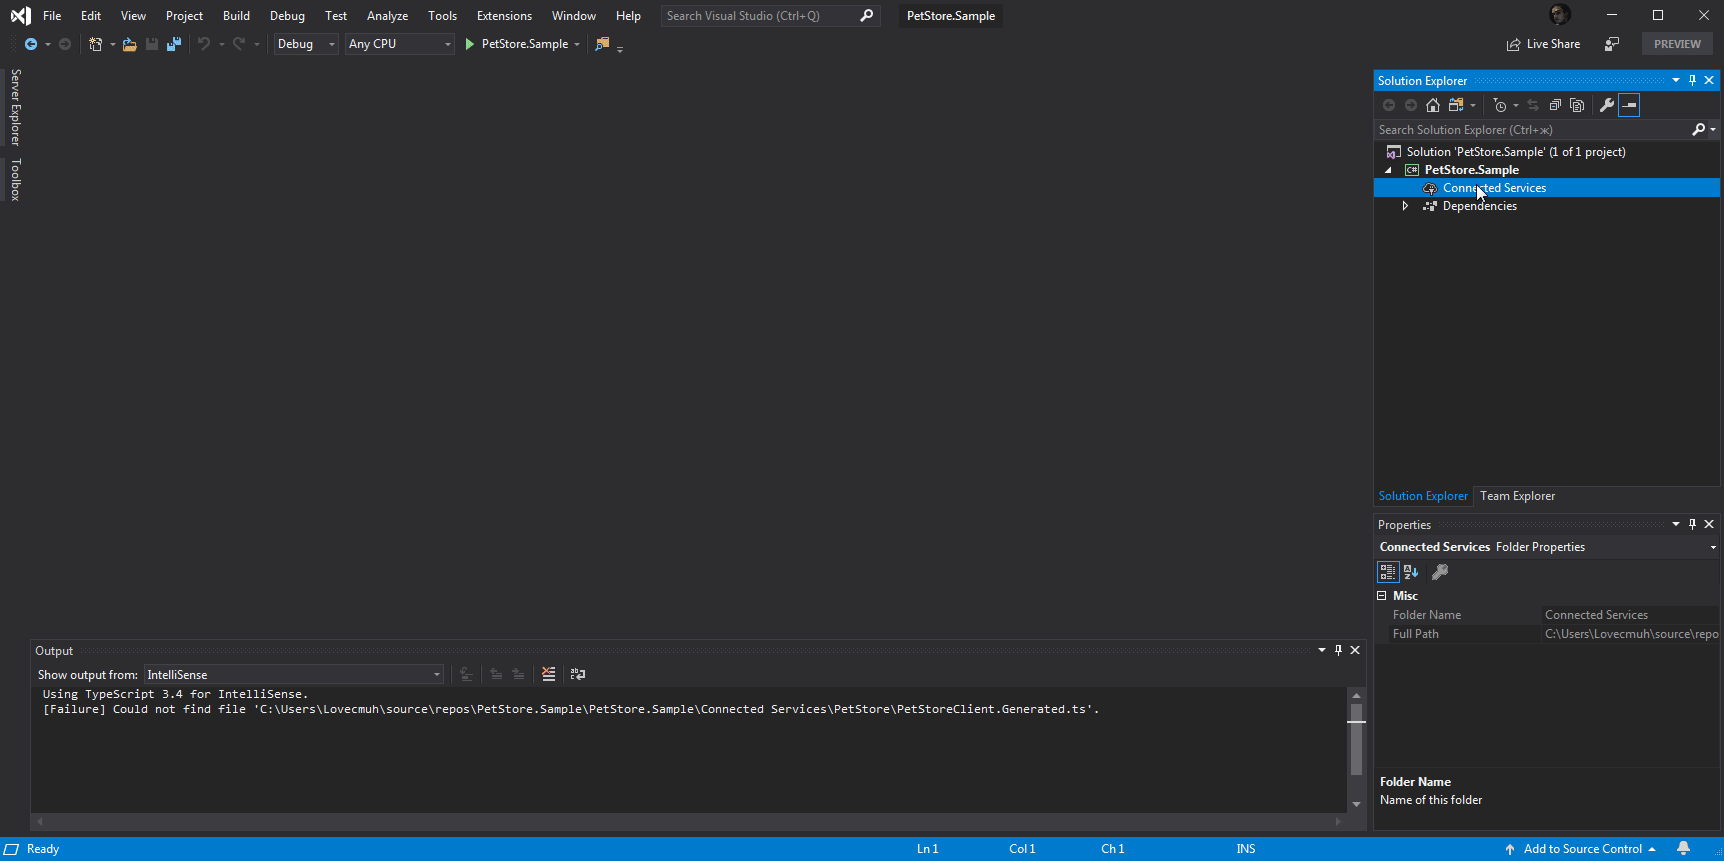 File Edit View Project Build Debug Test Analyze Tools Extensions Window Help Search Visual Studio (Ctrl+Q) PetStore.Sample
Debug Any CPU PetStore.Sample Live Share PREVIEW
Server Explorer
Toolbox
Solution Explorer
Search Solution Explorer (Ctrl+ж)
Solution 'PetStore.Sample' (1 of 1 project)
C# PetStore.Sample
Connected Services
Dependencies
Solution Explorer Team Explorer
Properties
Connected Services Folder Properties
Misc
Folder Name Connected Services
Full Path C:\Users\Lovecmuh\source\repo
Folder Name
Name of this folder
Output
Show output from: IntelliSense
Using TypeScript 3.4 for IntelliSense.
[Failure] Could not find file 'C:\Users\Lovecmuh\source\repos\PetStore.Sample\PetStore.Sample\Connected Services\PetStore\PetStoreClient.Generated.ts'.
Ready Ln 1 Col 1 Ch 1 INS Add to Source Control